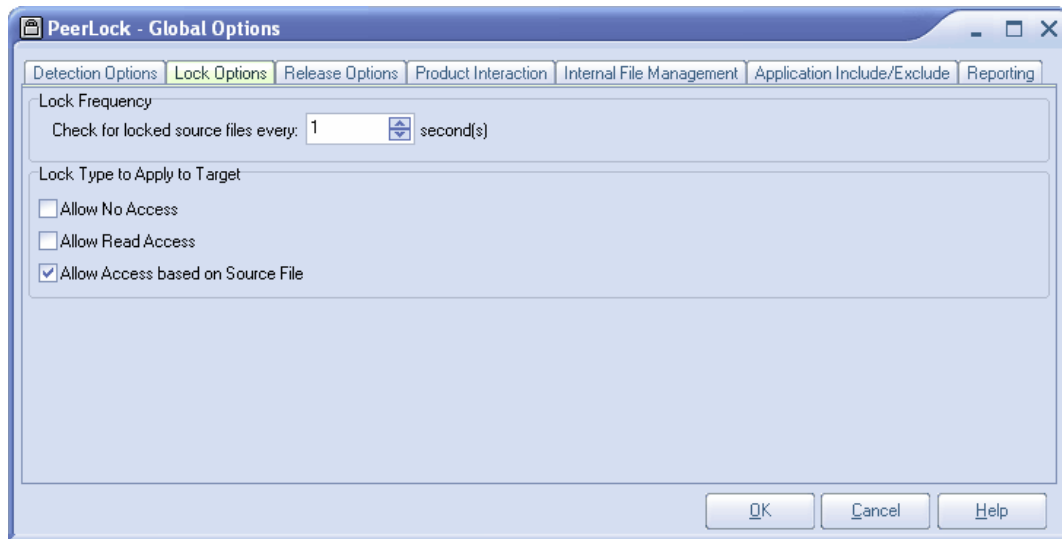 PeerLock - Global Options
Detection Options Lock Options Release Options Product Interaction Internal File Management Application Include/Exclude Reporting
Lock Frequency
Check for locked source files every: 1 second(s)
Lock Type to Apply to Target
Allow No Access
Allow Read Access
Allow Access based on Source File
OK Cancel Help